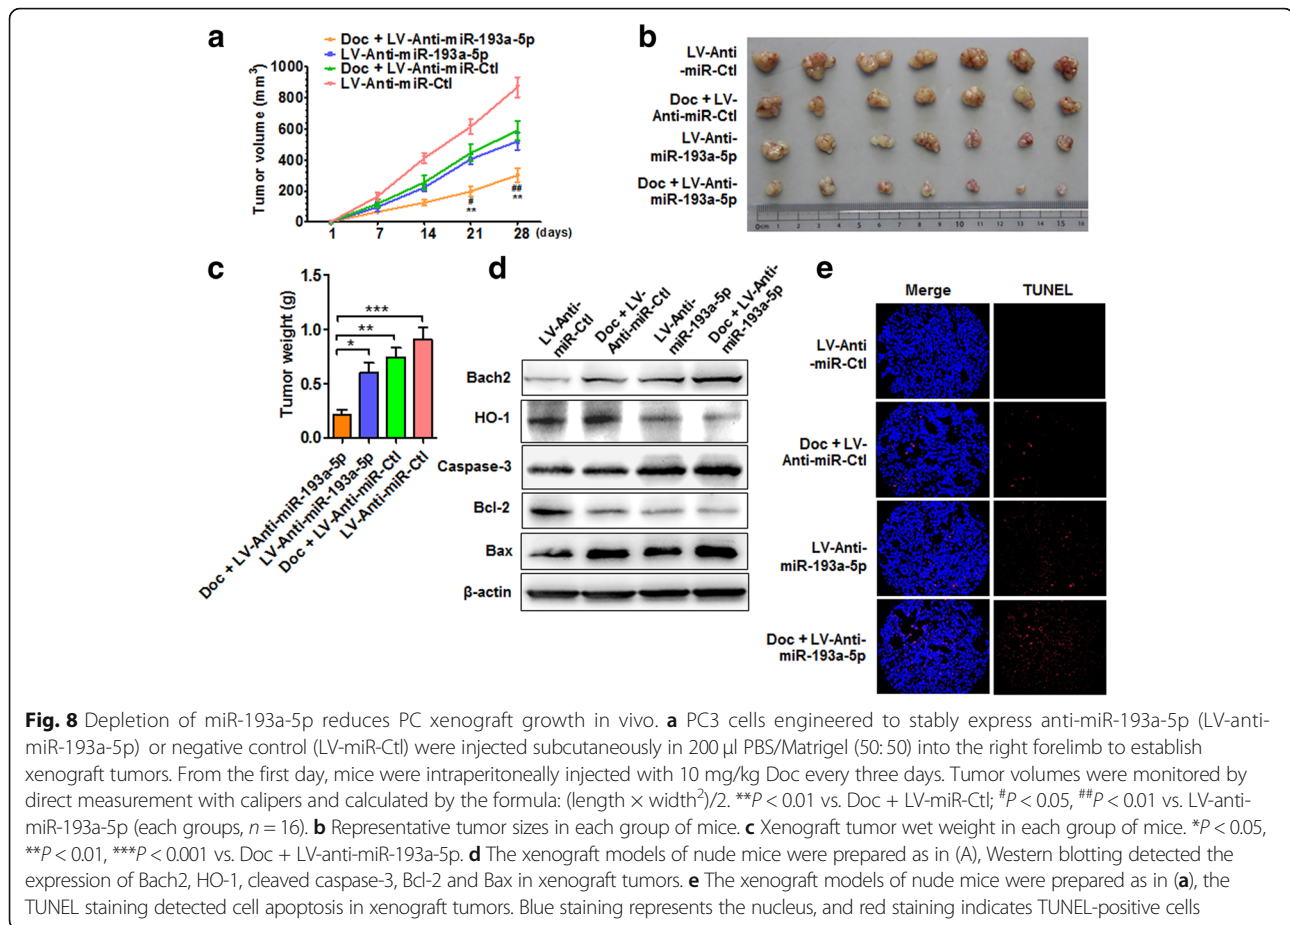 a
Doc + LV-Anti-miR-193a-5p
LV-Anti-miR-193a-5p
Doc + LV-Anti-miR-Ctl
LV-Anti-miR-Ctl
Tumor volume (mm³)
1000
800
600
400
200
0
#
**
##
**
1 7 14 21 28 (days)
b
LV-Anti
-miR-Ctl
Doc + LV-
Anti-miR-Ctl
LV-Anti-
miR-193a-5p
Doc + LV-Anti-
miR-193a-5p
0cm 1 2 3 4 5 6 7 8 9 10 11 12 13 14 15 16
c
Tumor weight (g)
1.5
1.0
0.5
0.0
***
**
*
Doc + LV-Anti-miR-193a-5p
LV-Anti-miR-193a-5p
Doc + LV-Anti-miR-Ctl
LV-Anti-miR-Ctl
d
LV-Anti-
miR-Ctl
Doc + LV-
Anti-miR-Ctl
LV-Anti-
miR-193a-5p
Doc + LV-Anti-
miR-193a-5p
Bach2
HO-1
Caspase-3
Bcl-2
Bax
β-actin
e
Merge TUNEL
LV-Anti
-miR-Ctl
Doc + LV-
Anti-miR-Ctl
LV-Anti-
miR-193a-5p
Doc + LV-Anti-
miR-193a-5p
Fig. 8 Depletion of miR-193a-5p reduces PC xenograft growth in vivo. a PC3 cells engineered to stably express anti-miR-193a-5p (LV-anti-
miR-193a-5p) or negative control (LV-miR-Ctl) were injected subcutaneously in 200 μl PBS/Matrigel (50: 50) into the right forelimb to establish
xenograft tumors. From the first day, mice were intraperitoneally injected with 10 mg/kg Doc every three days. Tumor volumes were monitored by
direct measurement with calipers and calculated by the formula: (length × width²)/2. **P < 0.01 vs. Doc + LV-miR-Ctl; #P < 0.05, ##P < 0.01 vs. LV-anti-
miR-193a-5p (each groups, n = 16). b Representative tumor sizes in each group of mice. c Xenograft tumor wet weight in each group of mice. *P < 0.05,
**P < 0.01, ***P < 0.001 vs. Doc + LV-anti-miR-193a-5p. d The xenograft models of nude mice were prepared as in (A), Western blotting detected the
expression of Bach2, HO-1, cleaved caspase-3, Bcl-2 and Bax in xenograft tumors. e The xenograft models of nude mice were prepared as in (a), the
TUNEL staining detected cell apoptosis in xenograft tumors. Blue staining represents the nucleus, and red staining indicates TUNEL-positive cells